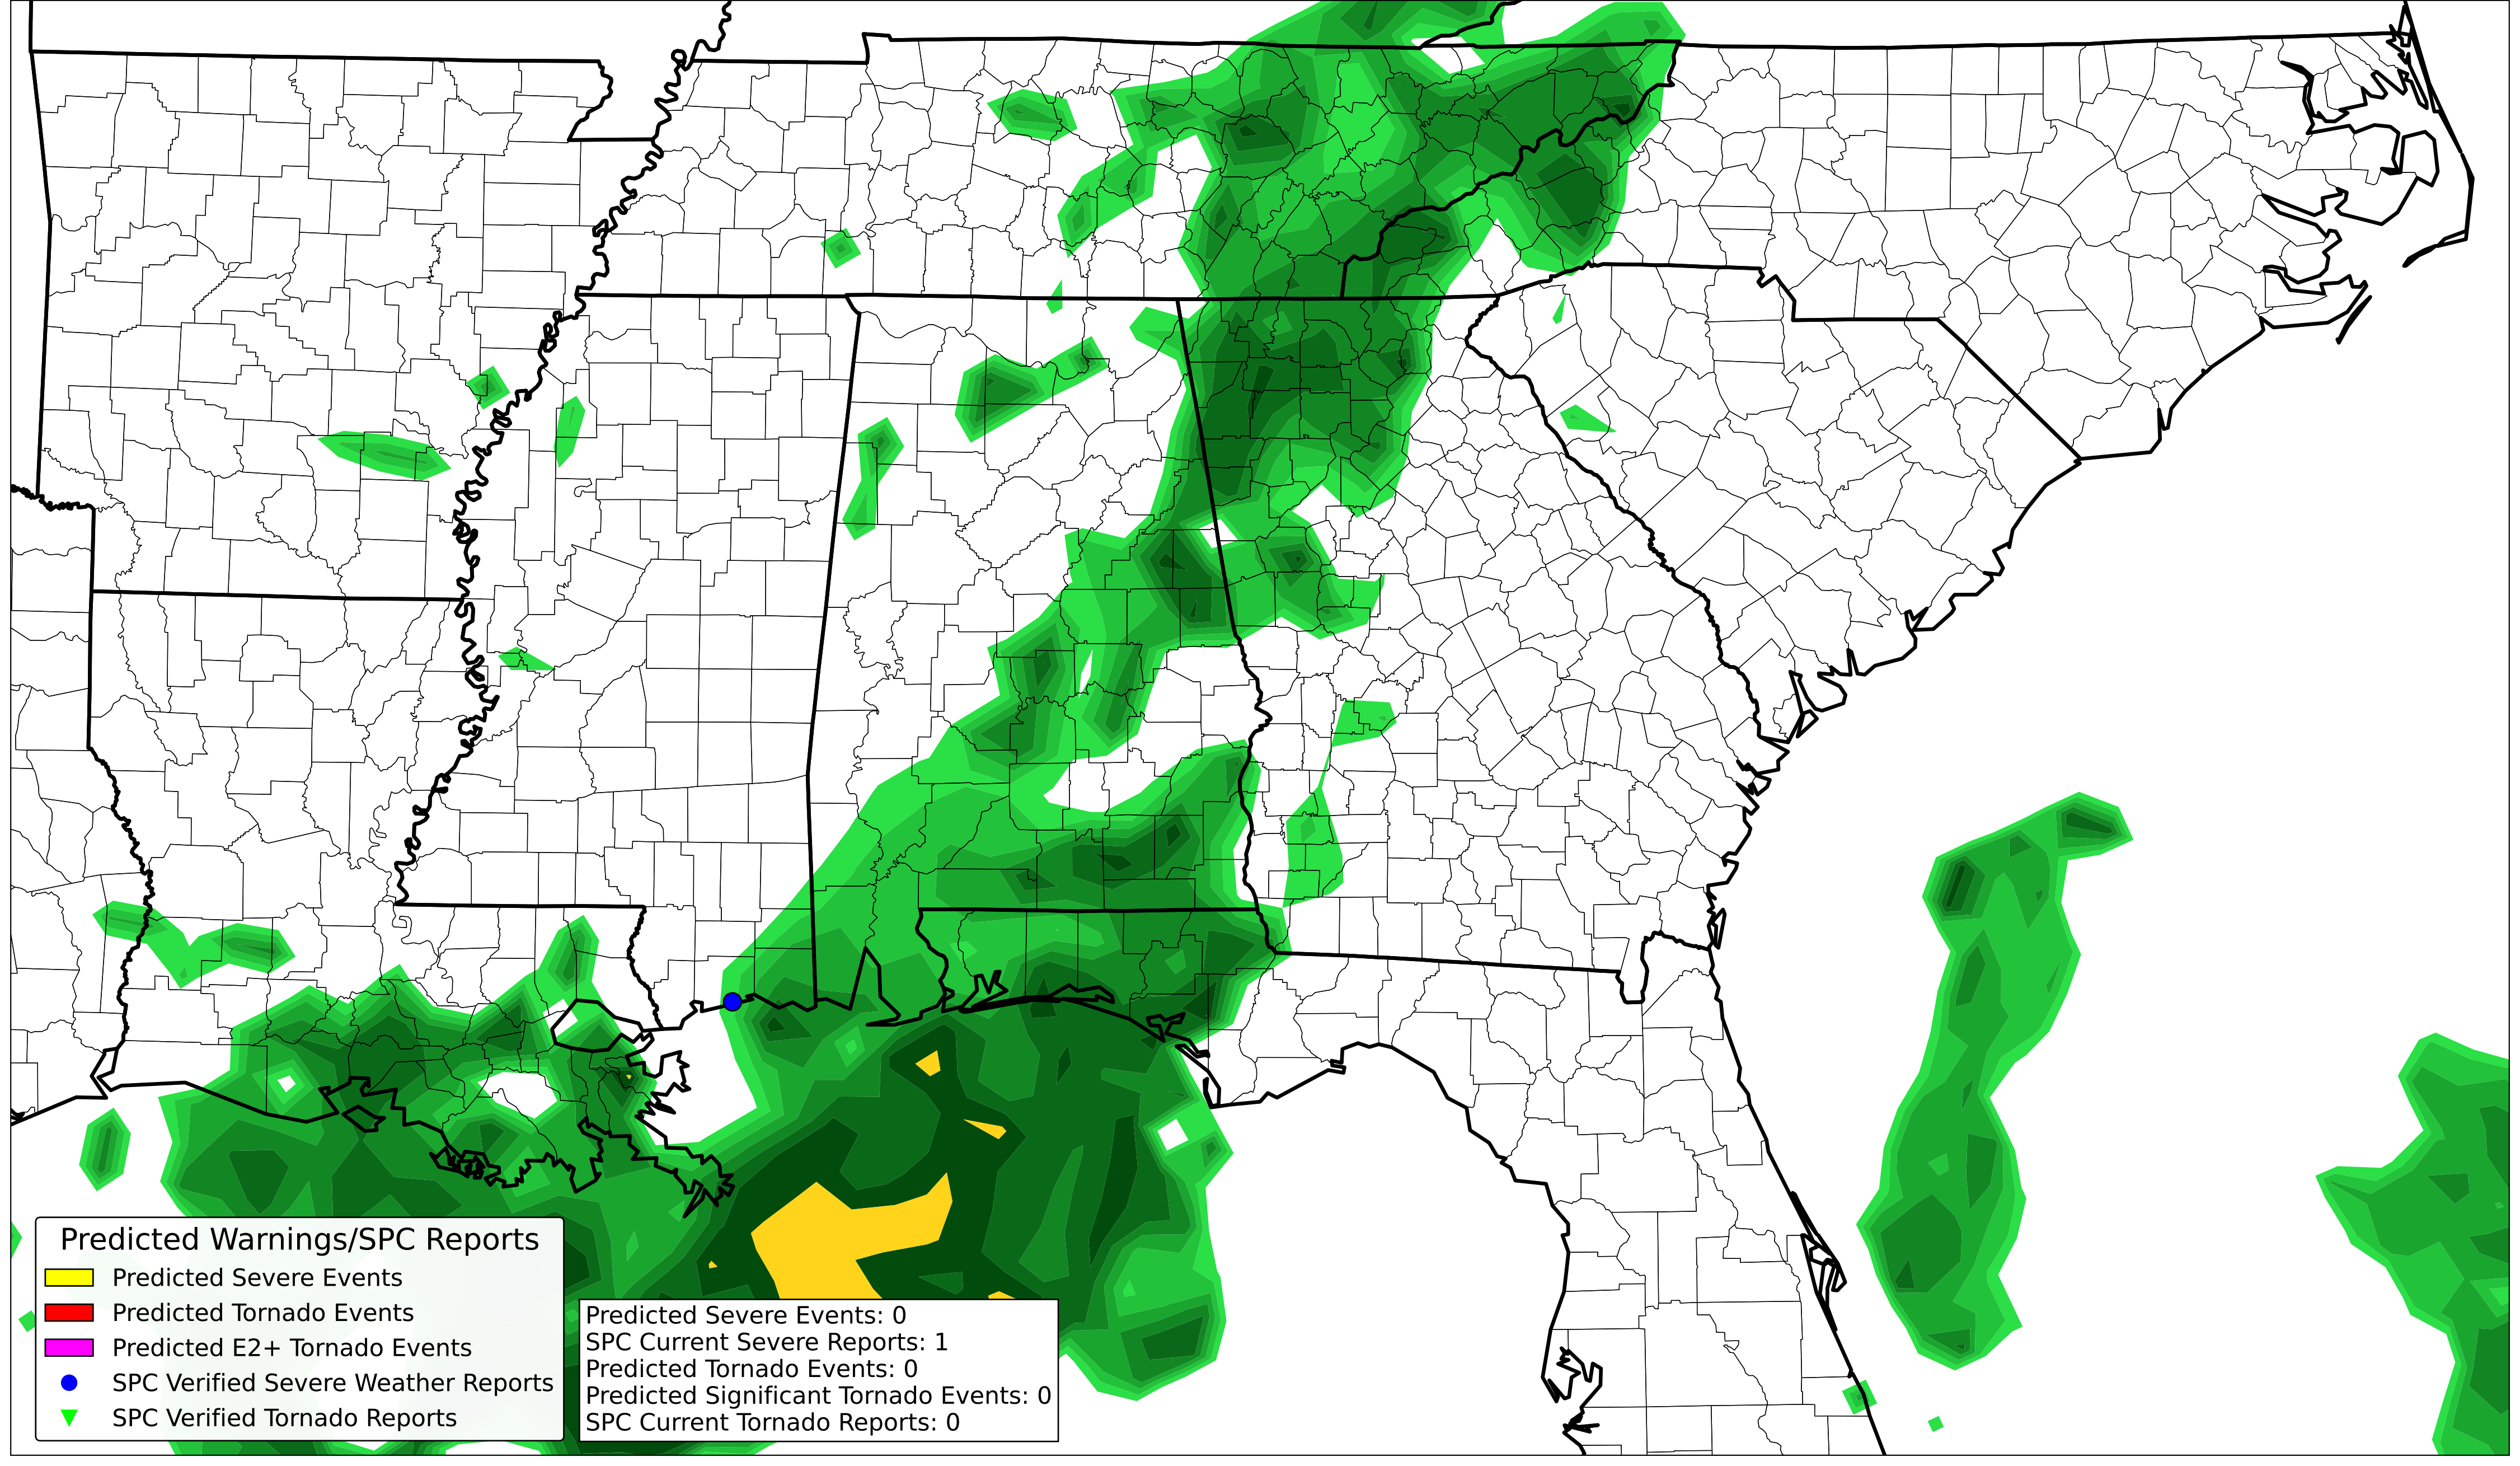 Predicted Warnings/SPC Reports
Predicted Severe Events
Predicted Tornado Events
Predicted E2+ Tornado Events
SPC Verified Severe Weather Reports
SPC Verified Tornado Reports
Predicted Severe Events: 0
SPC Current Severe Reports: 1
Predicted Tornado Events: 0
Predicted Significant Tornado Events: 0
SPC Current Tornado Reports: 0